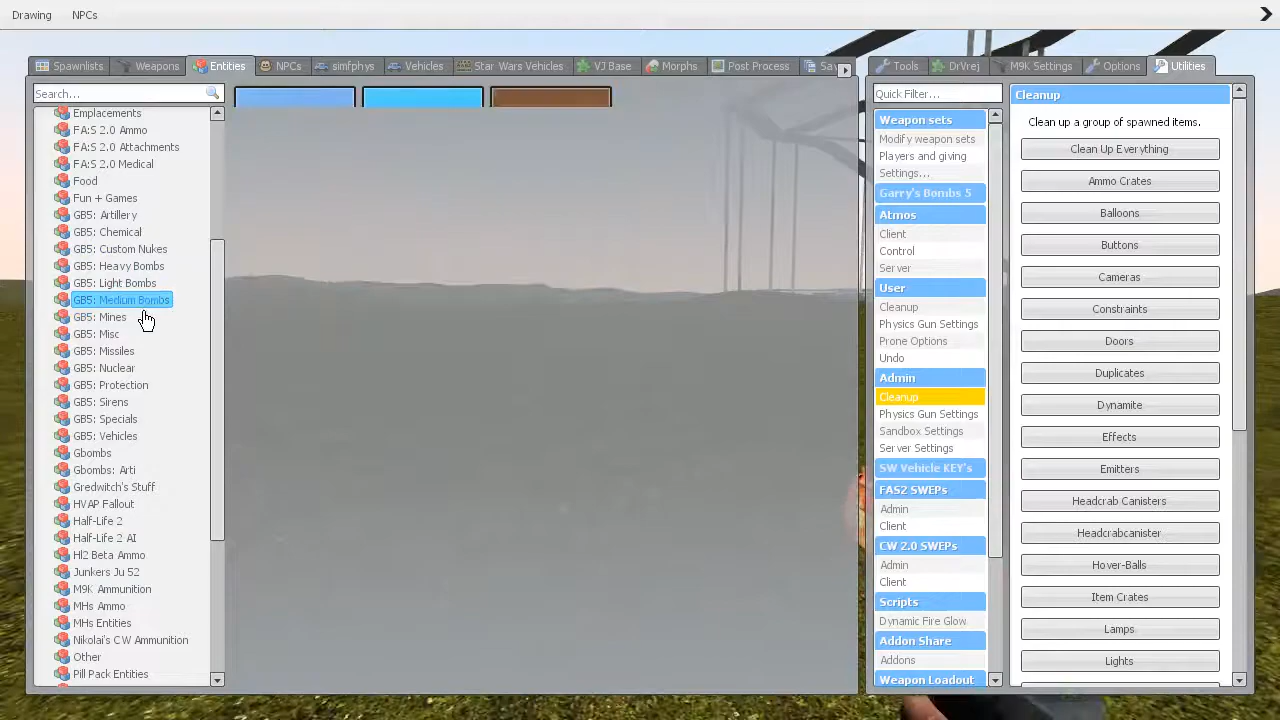 Drawing NPCs
Spawnlists Weapons Entities NPCs simfphys Vehicles Star Wars Vehicles VJ Base Morphs Post Process Sav
Search...
Emplacements
FA:S 2.0 Ammo
FA:S 2.0 Attachments
FA:S 2.0 Medical
Food
Fun + Games
GB5: Artillery
GB5: Chemical
GB5: Custom Nukes
GB5: Heavy Bombs
GB5: Light Bombs
GB5: Medium Bombs
GB5: Mines
GB5: Misc
GB5: Missiles
GB5: Nuclear
GB5: Protection
GB5: Sirens
GB5: Specials
GB5: Vehicles
Gbombs
Gbombs: Arti
Gredwitch's Stuff
HVAP Fallout
Half-Life 2
Half-Life 2 AI
Hl2 Beta Ammo
Junkers Ju 52
M9K Ammunition
MHs Ammo
MHs Entities
Nikolai's CW Ammunition
Other
Pill Pack Entities
Tools DrVrej M9K Settings Options Utilities
Quick Filter...
Weapon sets
Modify weapon sets
Players and giving
Settings...
Garry's Bombs 5
Atmos
Client
Control
Server
User
Cleanup
Physics Gun Settings
Prone Options
Undo
Admin
Cleanup
Physics Gun Settings
Sandbox Settings
Server Settings
SW Vehicle KEY's
FAS2 SWEPs
Admin
Client
CW 2.0 SWEPs
Admin
Client
Scripts
Dynamic Fire Glow
Addon Share
Addons
Weapon Loadout
Cleanup
Clean up a group of spawned items.
Clean Up Everything
Ammo Crates
Balloons
Buttons
Cameras
Constraints
Doors
Duplicates
Dynamite
Effects
Emitters
Headcrab Canisters
Headcrabcanister
Hover-Balls
Item Crates
Lamps
Lights